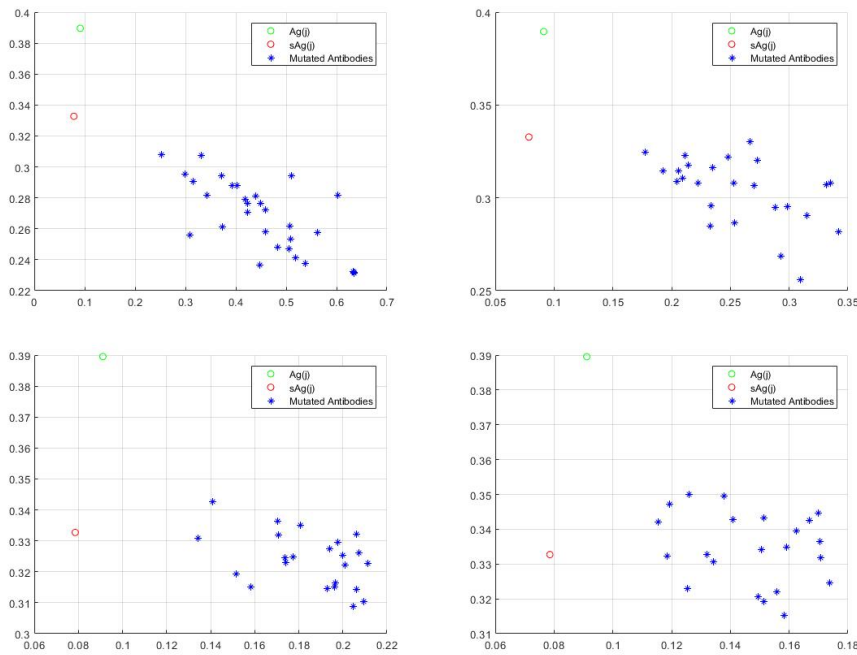 0.4
0.38
0.36
0.34
0.32
0.3
0.28
0.26
0.24
0.22
0 0.1 0.2 0.3 0.4 0.5 0.6 0.7
Ag(j)
sAg(j)
Mutated Antibodies
0.4
0.35
0.3
0.25
0.05 0.1 0.15 0.2 0.25 0.3 0.35
Ag(j)
sAg(j)
Mutated Antibodies
0.39
0.38
0.37
0.36
0.35
0.34
0.33
0.32
0.31
0.3
0.06 0.08 0.1 0.12 0.14 0.16 0.18 0.2 0.22
Ag(j)
sAg(j)
Mutated Antibodies
0.39
0.38
0.37
0.36
0.35
0.34
0.33
0.32
0.31
0.06 0.08 0.1 0.12 0.14 0.16 0.18
Ag(j)
sAg(j)
Mutated Antibodies